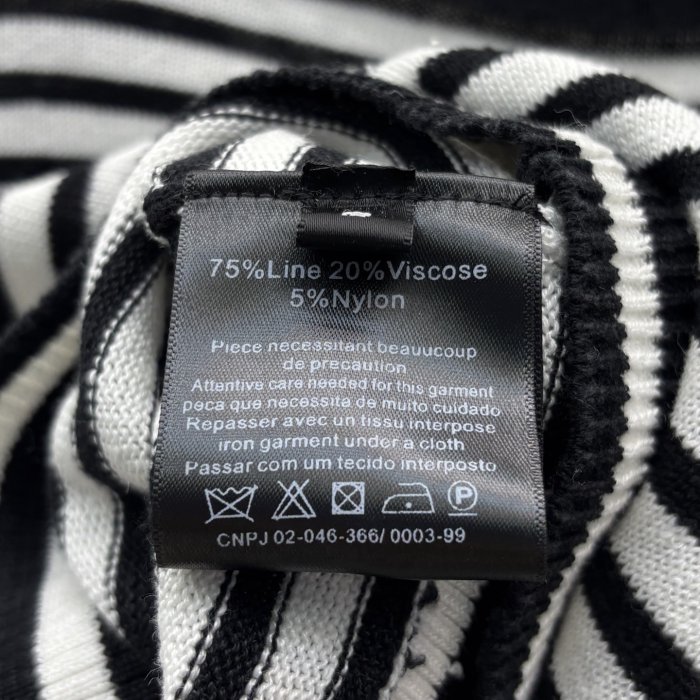 75%Line 20%Viscose
5%Nylon
Piece necessitant beauucoup
de precaution
Attentive care needed for this garment
peca que necessita de muito cuidado
Repasser avec un tissu interpose
iron garment under a cloth
Passar com um tecido interposto
P
CNPJ 02-046-366/ 0003-99